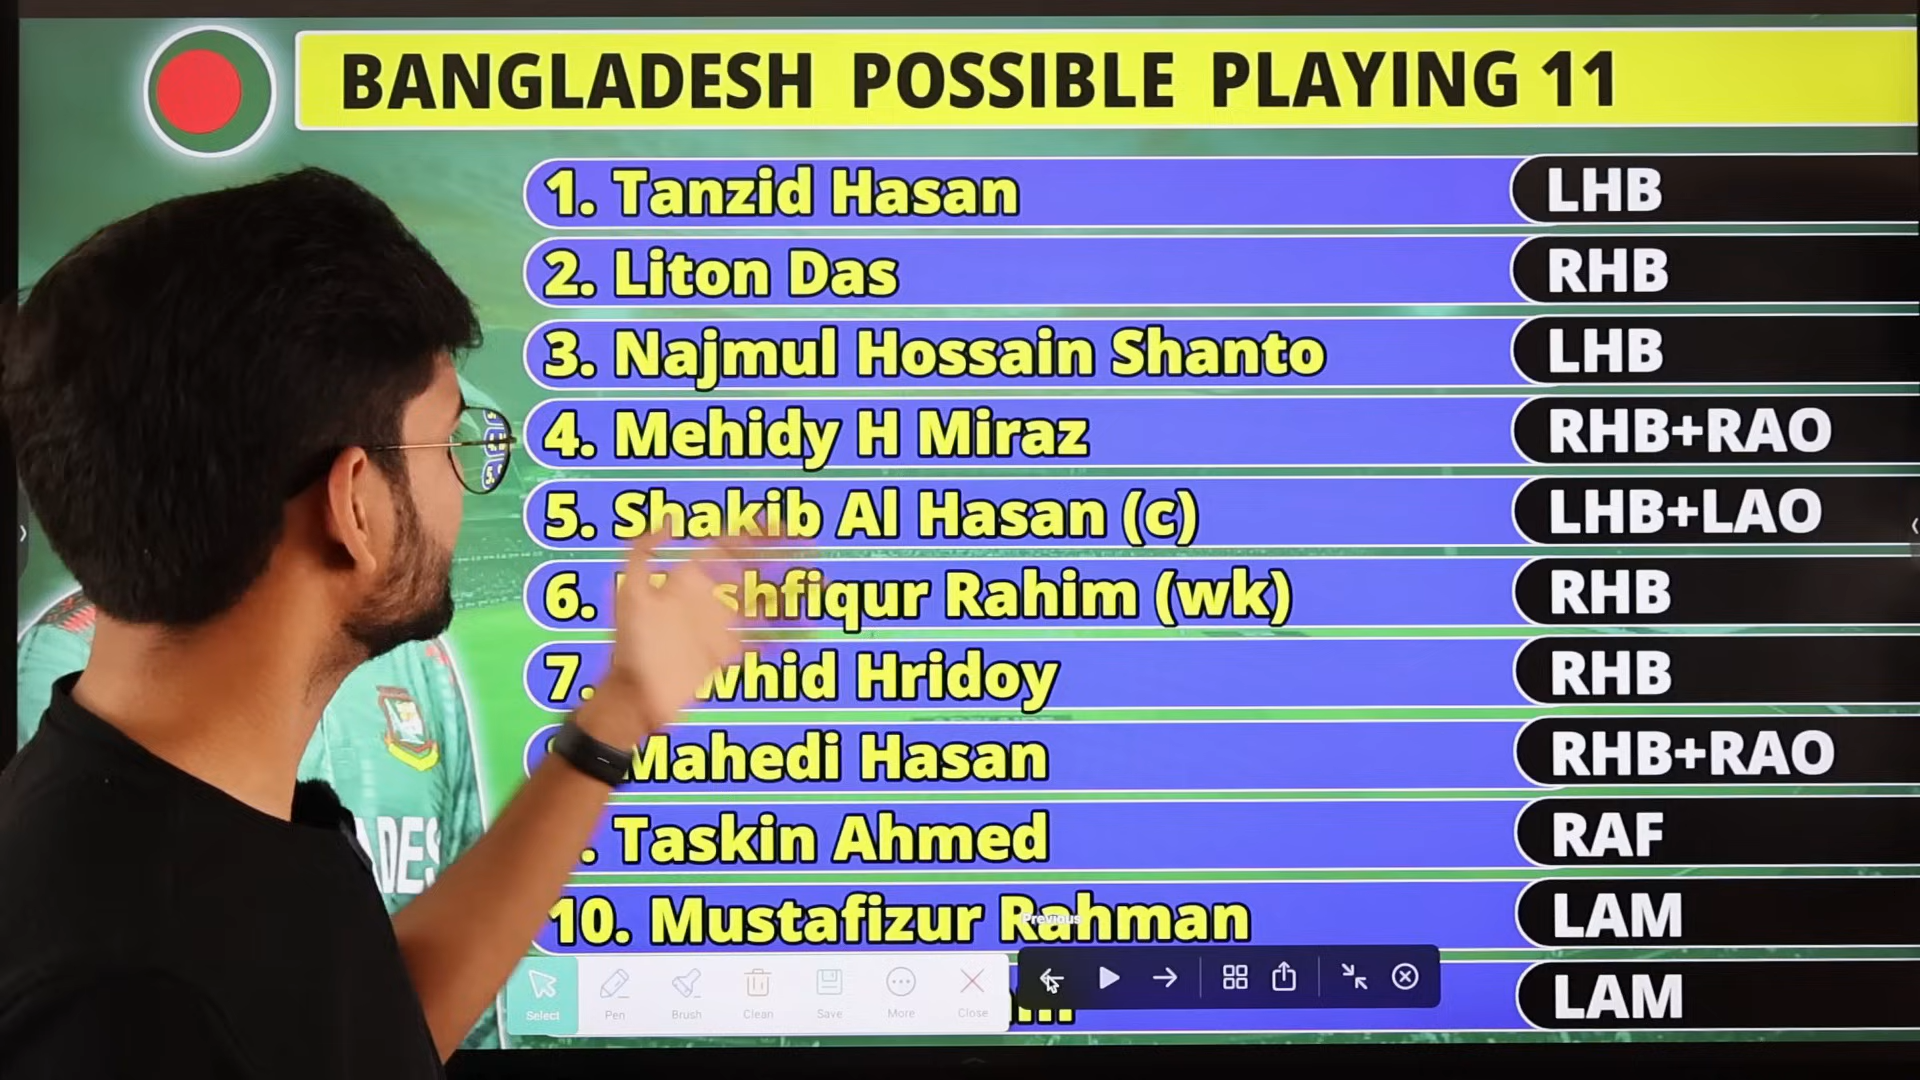 BANGLADESH POSSIBLE PLAYING 11
1. Tanzid Hasan LHB
2. Liton Das RHB
3. Najmul Hossain Shanto LHB
4. Mehidy H Miraz RHB+RAO
5. Shakib Al Hasan (c) LHB+LAO
6. shfiqur Rahim (wk) RHB
7. whid Hridoy RHB
Mahedi Hasan RHB+RAO
. Taskin Ahmed RAF
10. Mustafizur Rahman LAM
Previous
LAM
Select Pen Brush Clean Save More Close
DES